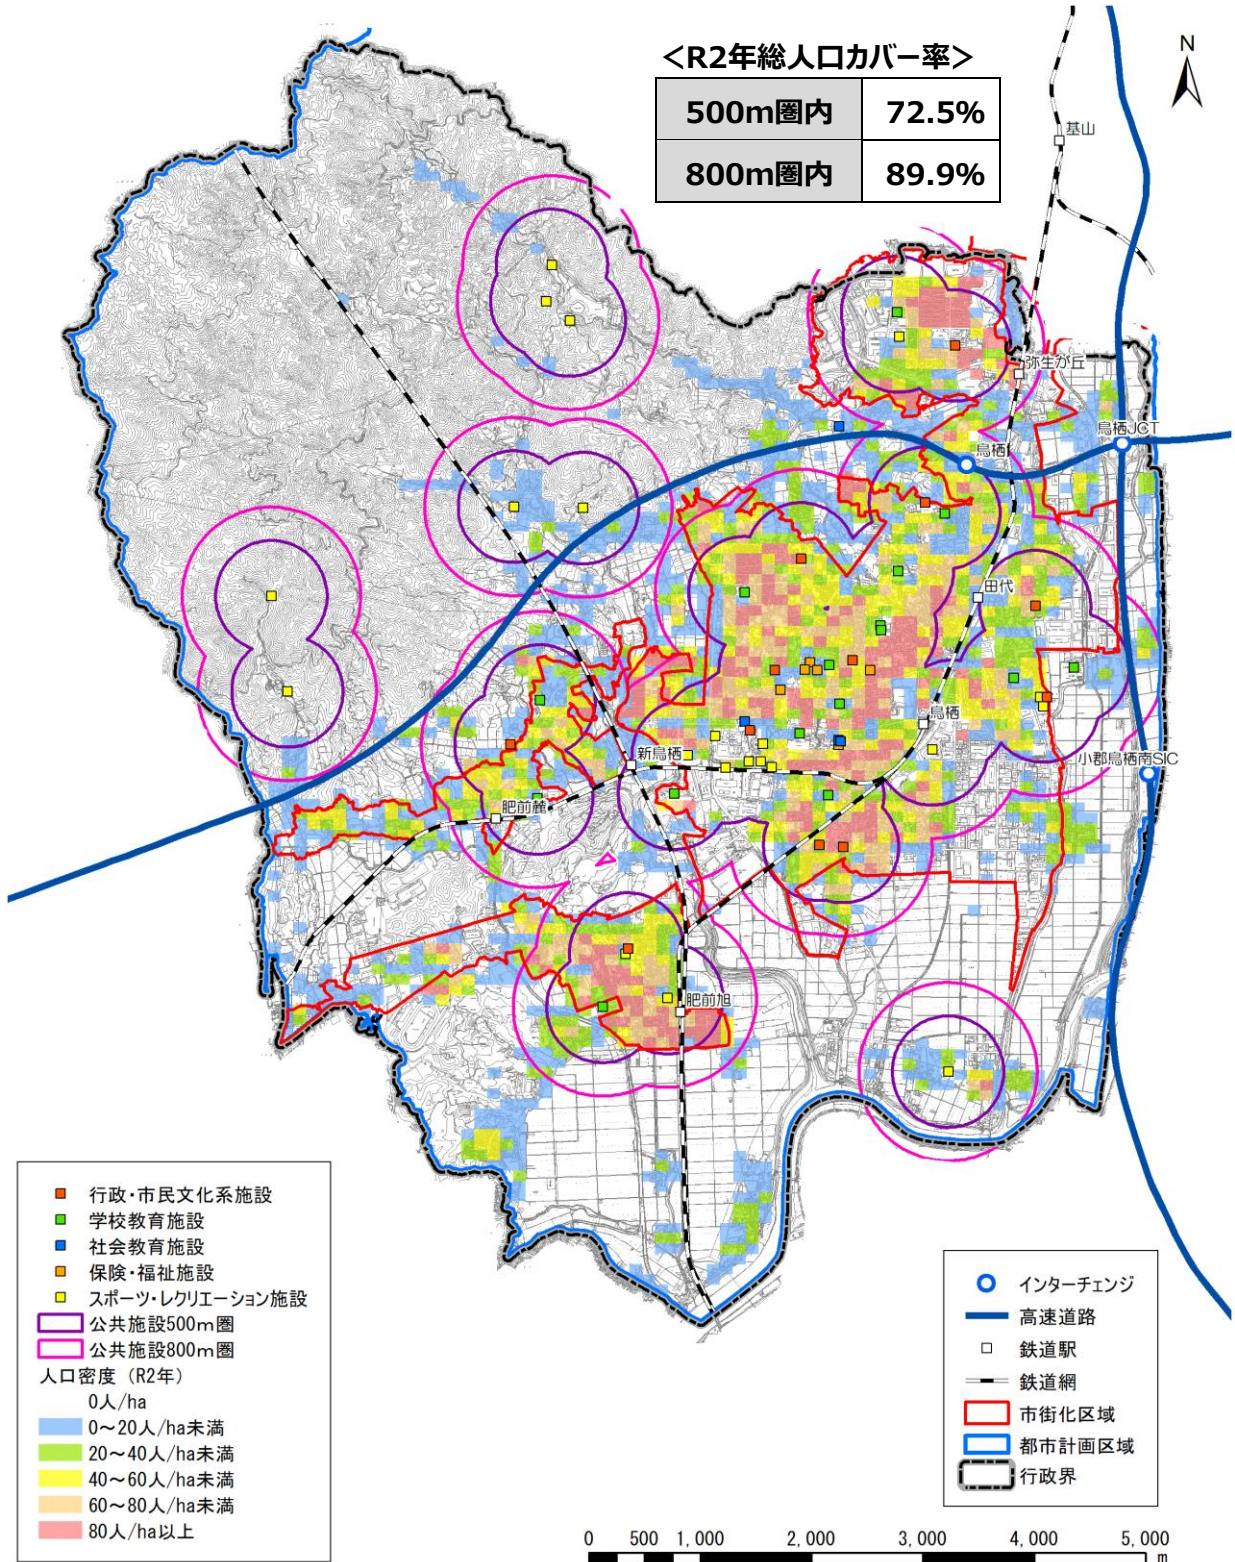 <R2年総人口カバー率>
500m圏内 72.5%
800m圏内 89.9%
N
基山
弥生が丘
鳥栖JCT
鳥栖
田代
鳥栖
新鳥栖
小郡鳥栖南SIC
肥前麓
肥前旭
行政・市民文化系施設
学校教育施設
社会教育施設
保険・福祉施設
スポーツ・レクリエーション施設
公共施設500m圏
公共施設800m圏
人口密度（R2年）
0人/ha
0～20人/ha未満
20～40人/ha未満
40～60人/ha未満
60～80人/ha未満
80人/ha以上
インターチェンジ
高速道路
鉄道駅
鉄道網
市街化区域
都市計画区域
行政界
0 500 1,000 2,000 3,000 4,000 5,000
m